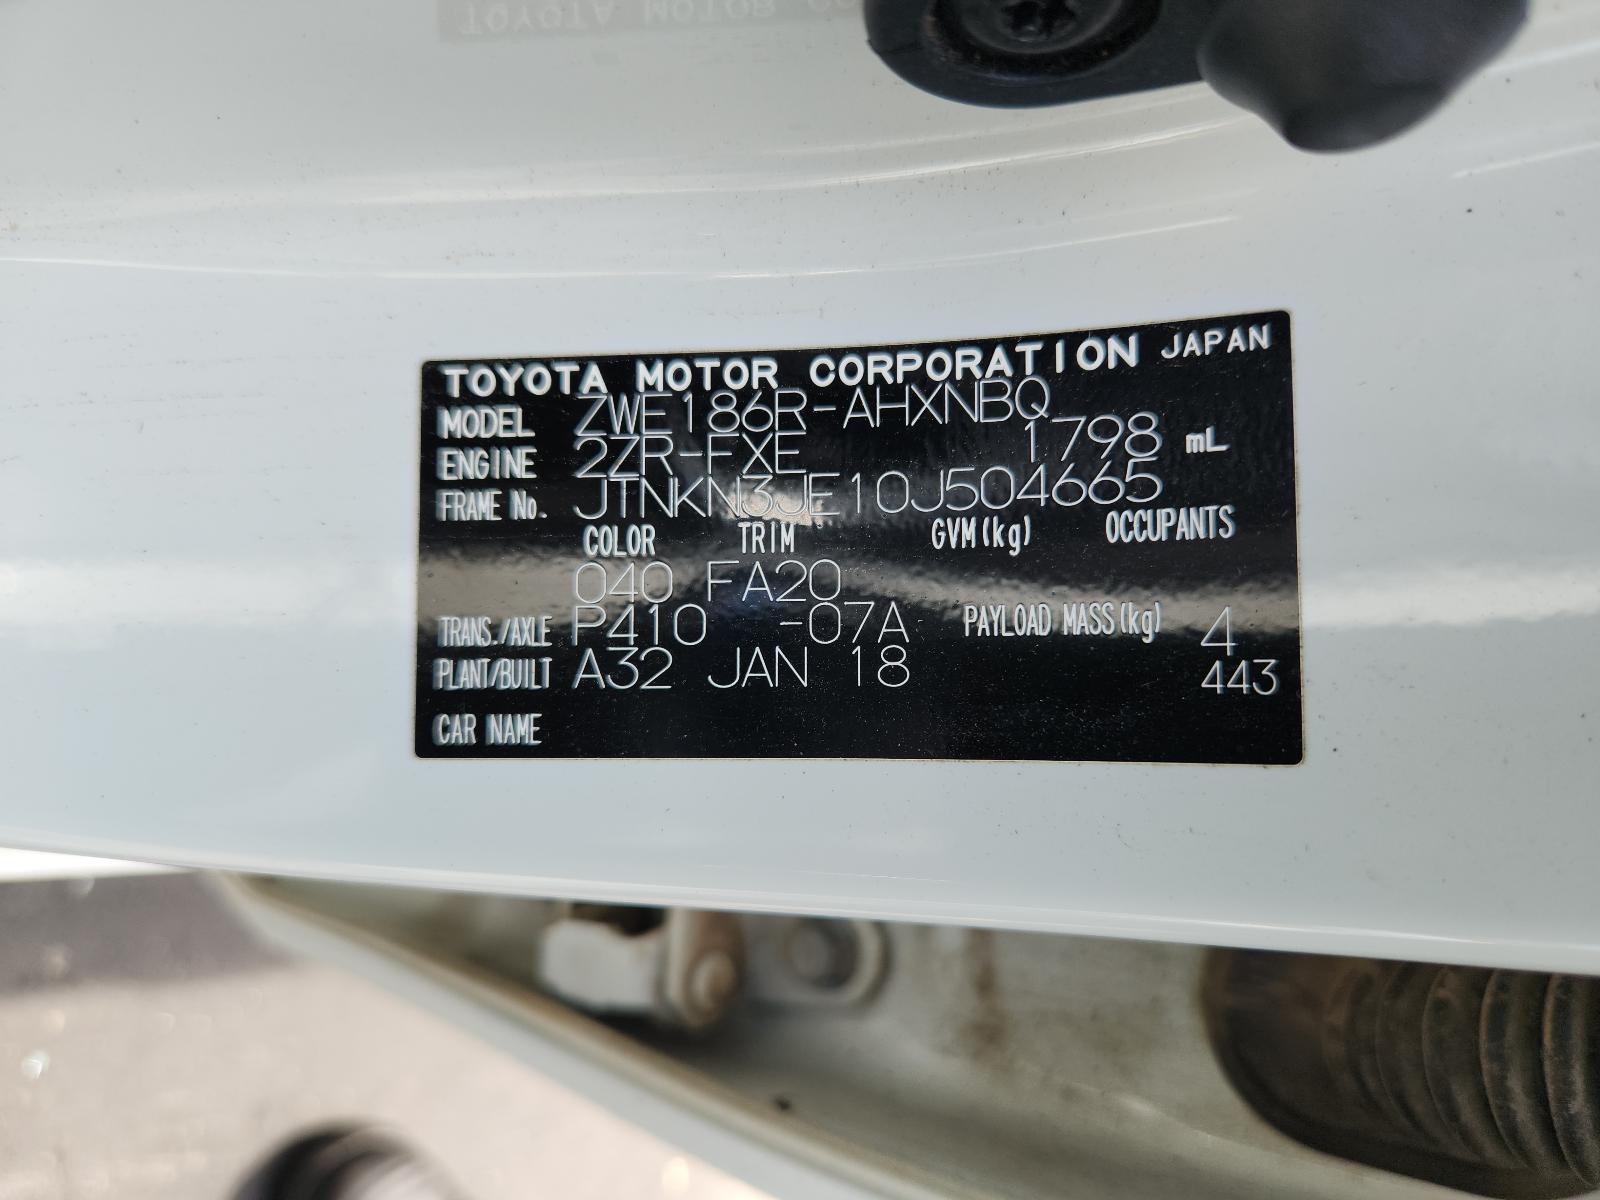 TOYOTA MOTOR CORPORATION JAPAN
MODEL ZWE186R-AHXNBQ
ENGINE 2ZR-FXE 1798 mL
FRAME No. JTNKN3JE10J504665
COLOR TRIM GVM(kg) OCCUPANTS
040 FA20
TRANS./AXLE P410 -07A PAYLOAD MASS(kg) 4
PLANT/BUILT A32 JAN 18 443
CAR NAME